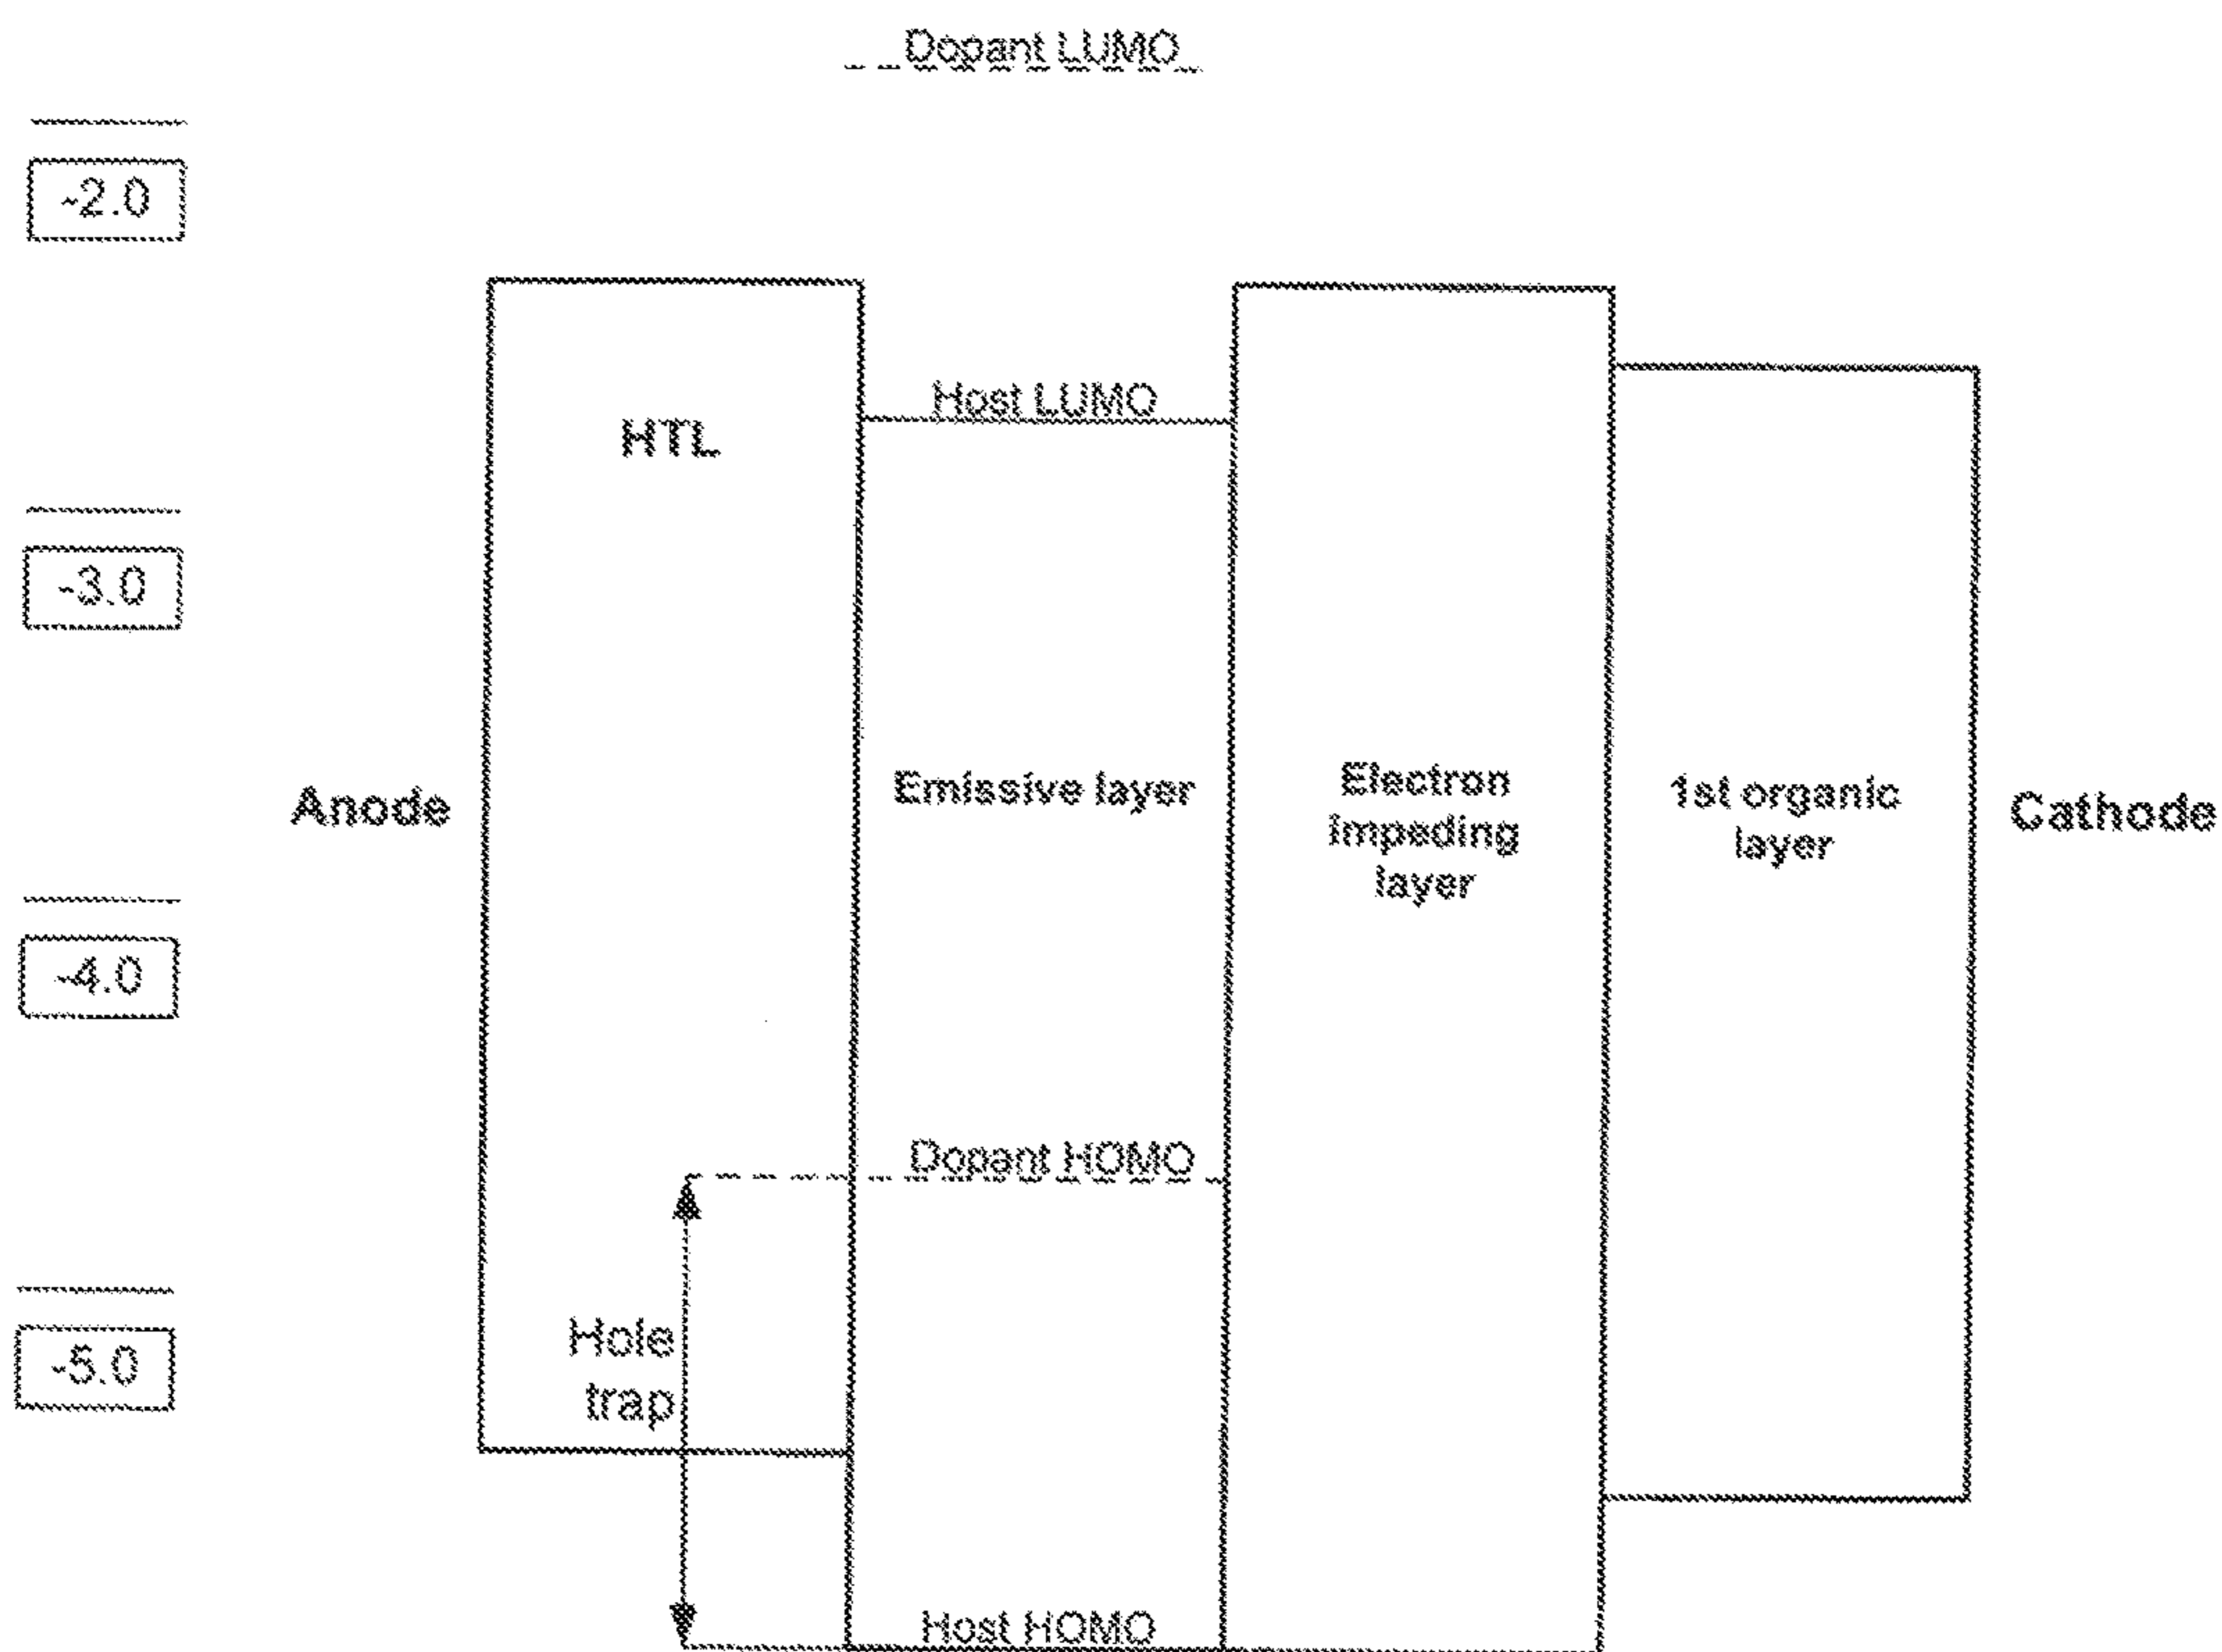 Dopant LUMO
-2.0
Host LUMO
HTL
-3.0
Anode
Emissive layer
Electron
impeding
layer
1st organic
layer
Cathode
-4.0
Dopant HOMO
Hole
trap
-5.0
Host HOMO